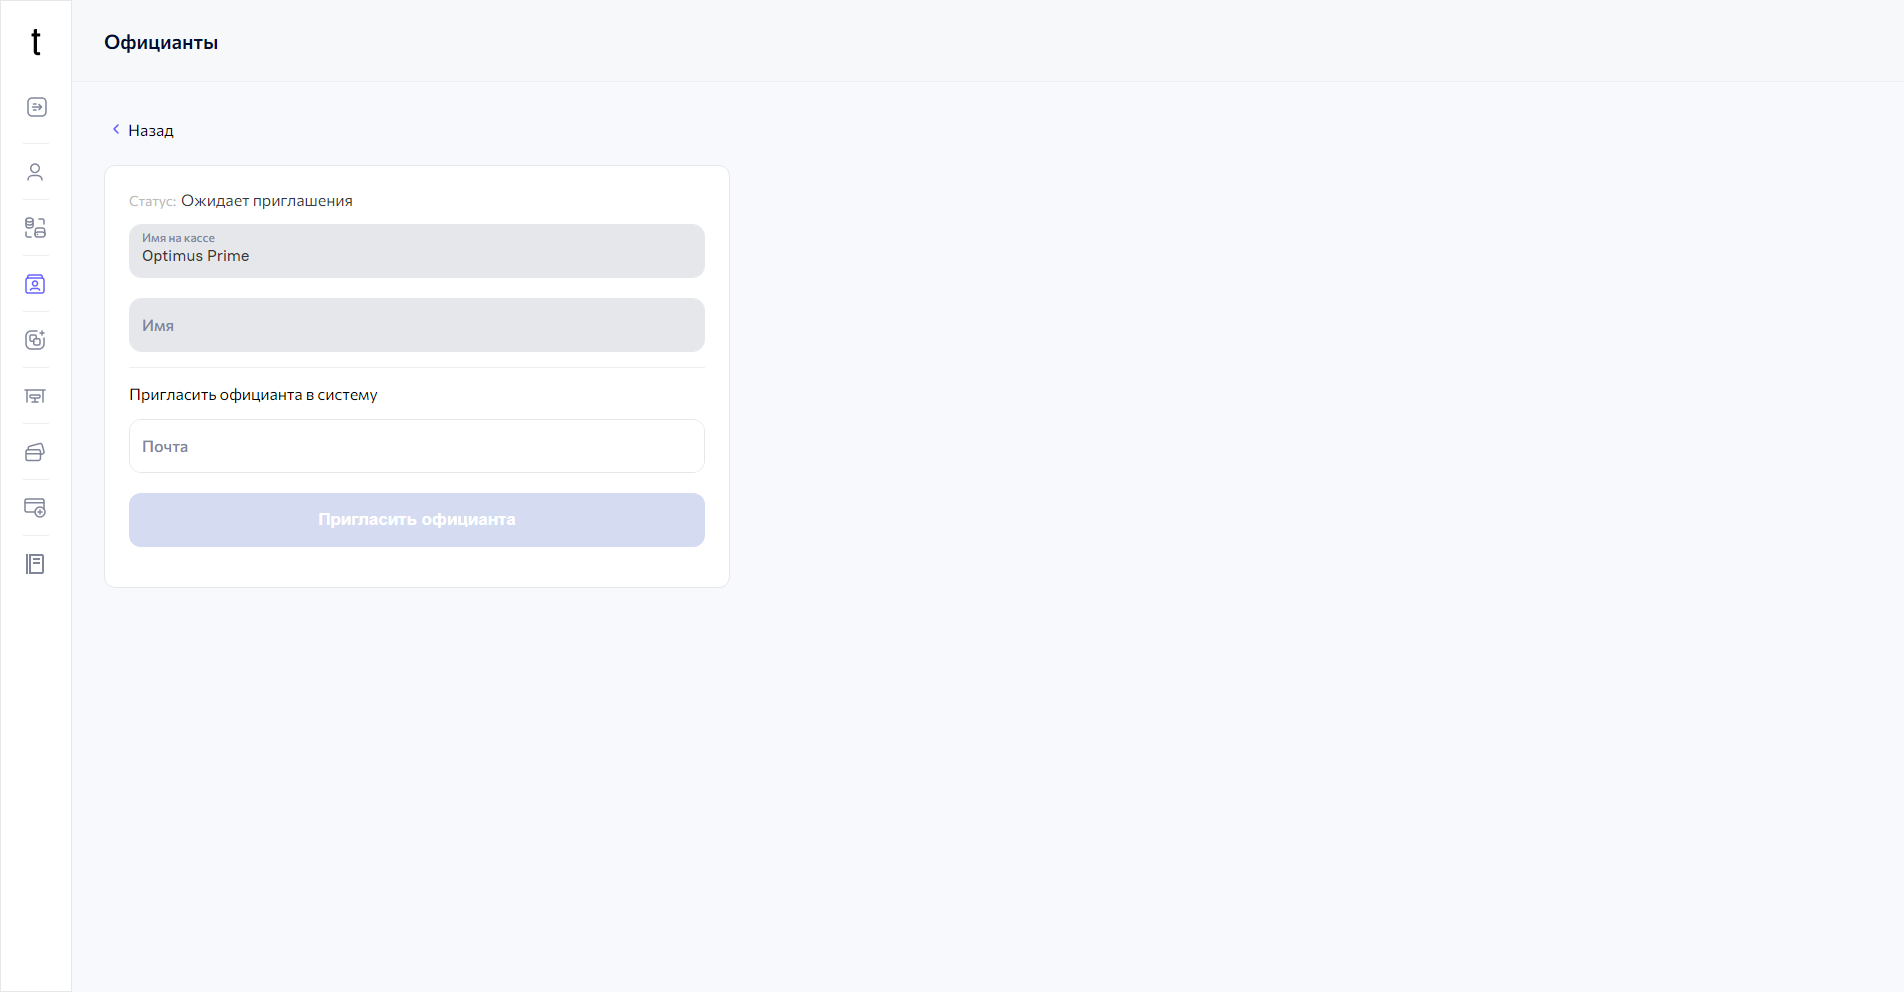 t
Официанты
Назад
Статус: Ожидает приглашения
Имя на кассе
Optimus Prime
Имя
Пригласить официанта в систему
Почта
Пригласить официанта